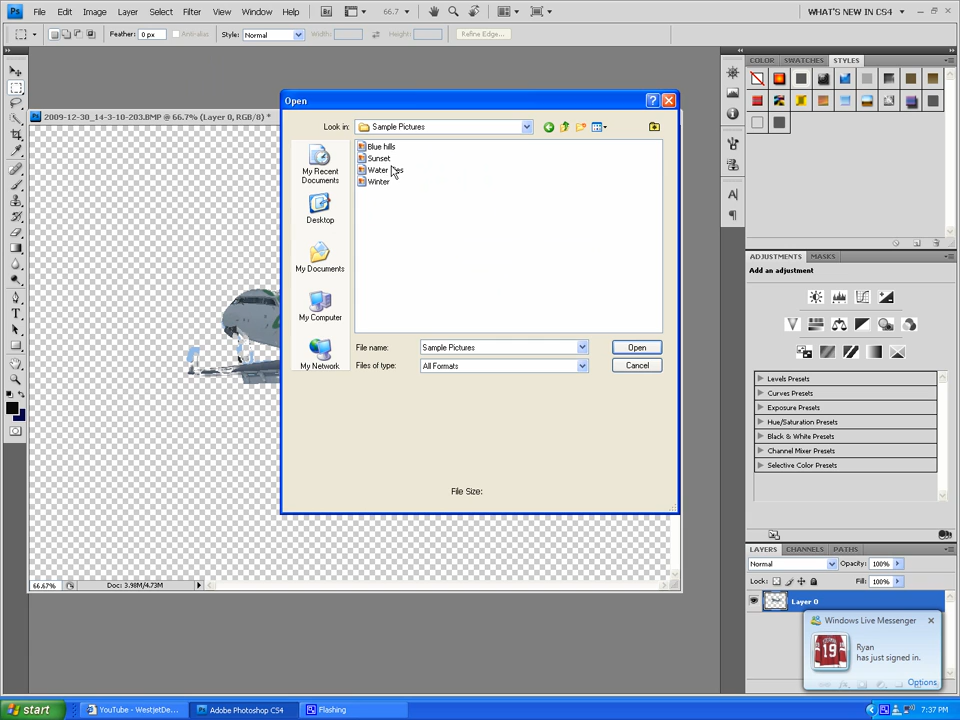 Ps File Edit Image Layer Select Filter View Window Help Br 66.7 WHAT'S NEW IN CS4
Feather: 0 px Anti-alias Style: Normal Width: Height: Refine Edge...
2009-12-30_14-3-10-203.BMP @ 66.7% (Layer 0, RGB/8) *
Open
Look in: Sample Pictures
Blue hills
Sunset
Water
Winter
My Recent
Documents
Desktop
My Documents
My Computer
My Network
File name: Sample Pictures Open
Files of type: All Formats Cancel
File Size:
COLOR SWATCHES STYLES
ADJUSTMENTS MASKS
Add an adjustment
Levels Presets
Curves Presets
Exposure Presets
Hue/Saturation Presets
Black & White Presets
Channel Mixer Presets
Selective Color Presets
LAYERS CHANNELS PATHS
Normal Opacity: 100%
Lock: Fill: 100%
Layer 0
Windows Live Messenger
Ryan
has just signed in.
19
Options
66.67% Doc: 3.98M/4.73M
start YouTube - WestjetDe... Adobe Photoshop CS4 Flashing 7:37 PM